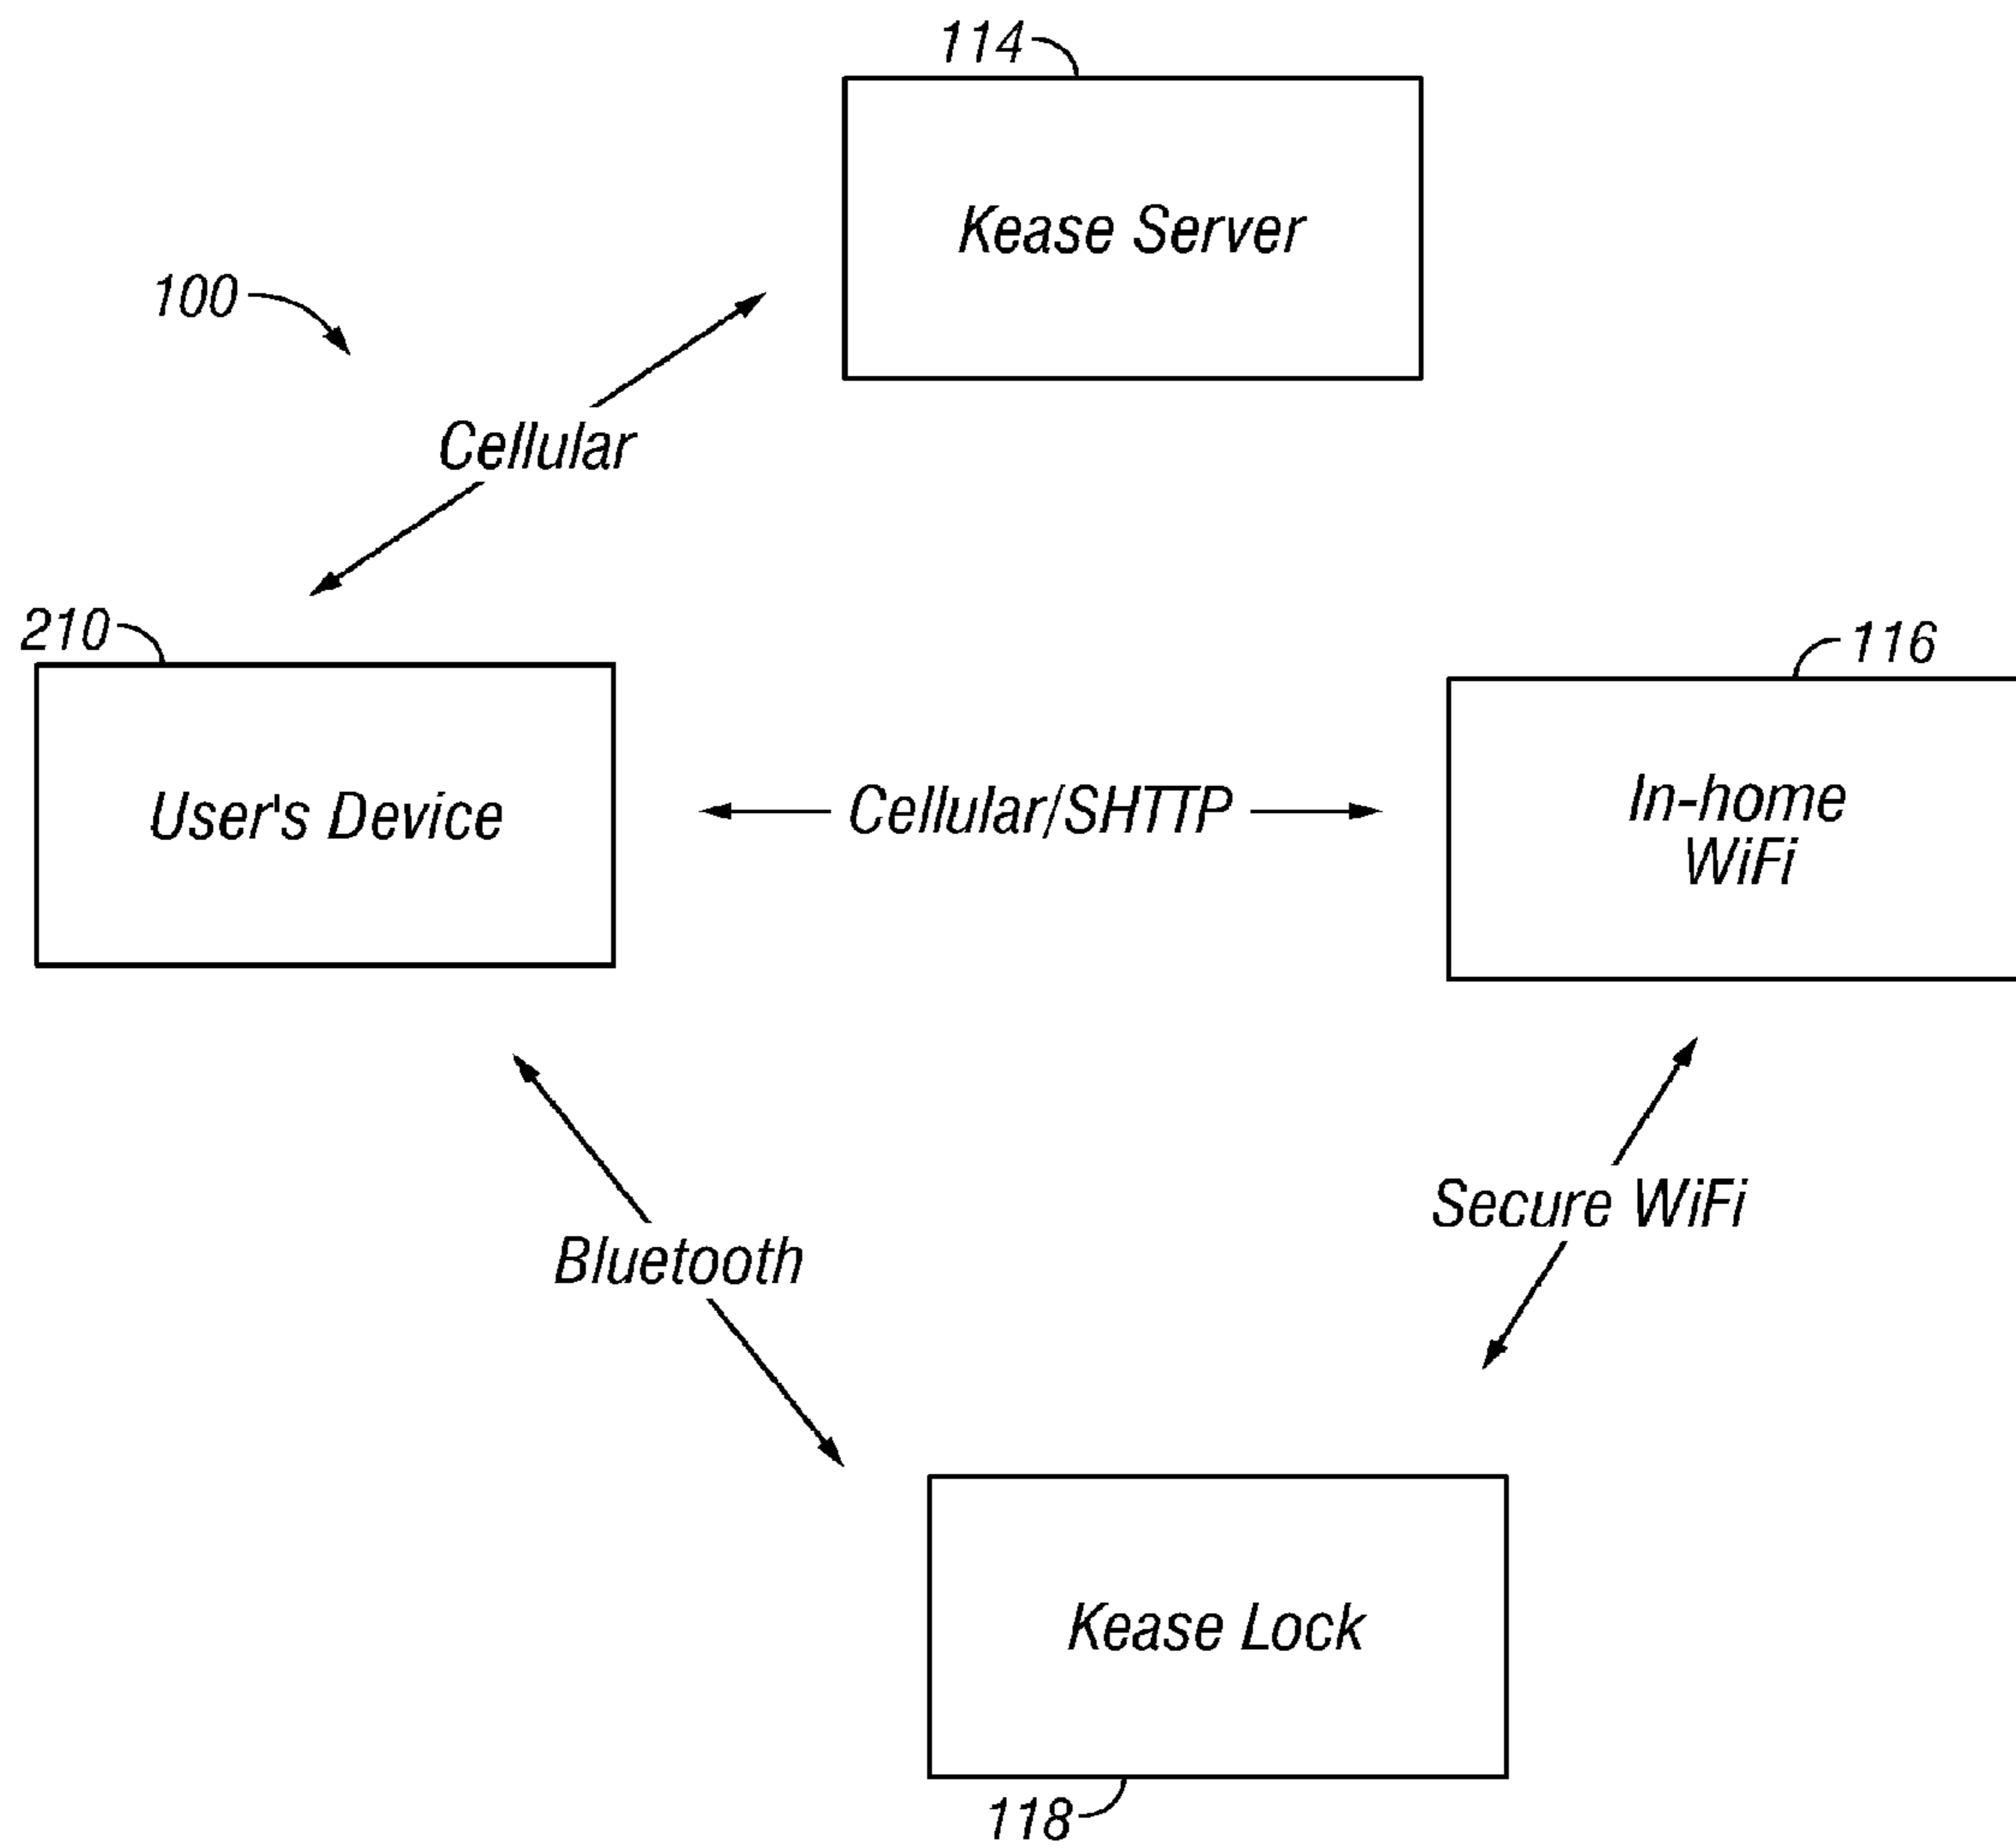 114
Kease Server
100
Cellular
210
User's Device
Cellular/SHTTP
116
In-home
WiFi
Bluetooth
Secure WiFi
Kease Lock
118